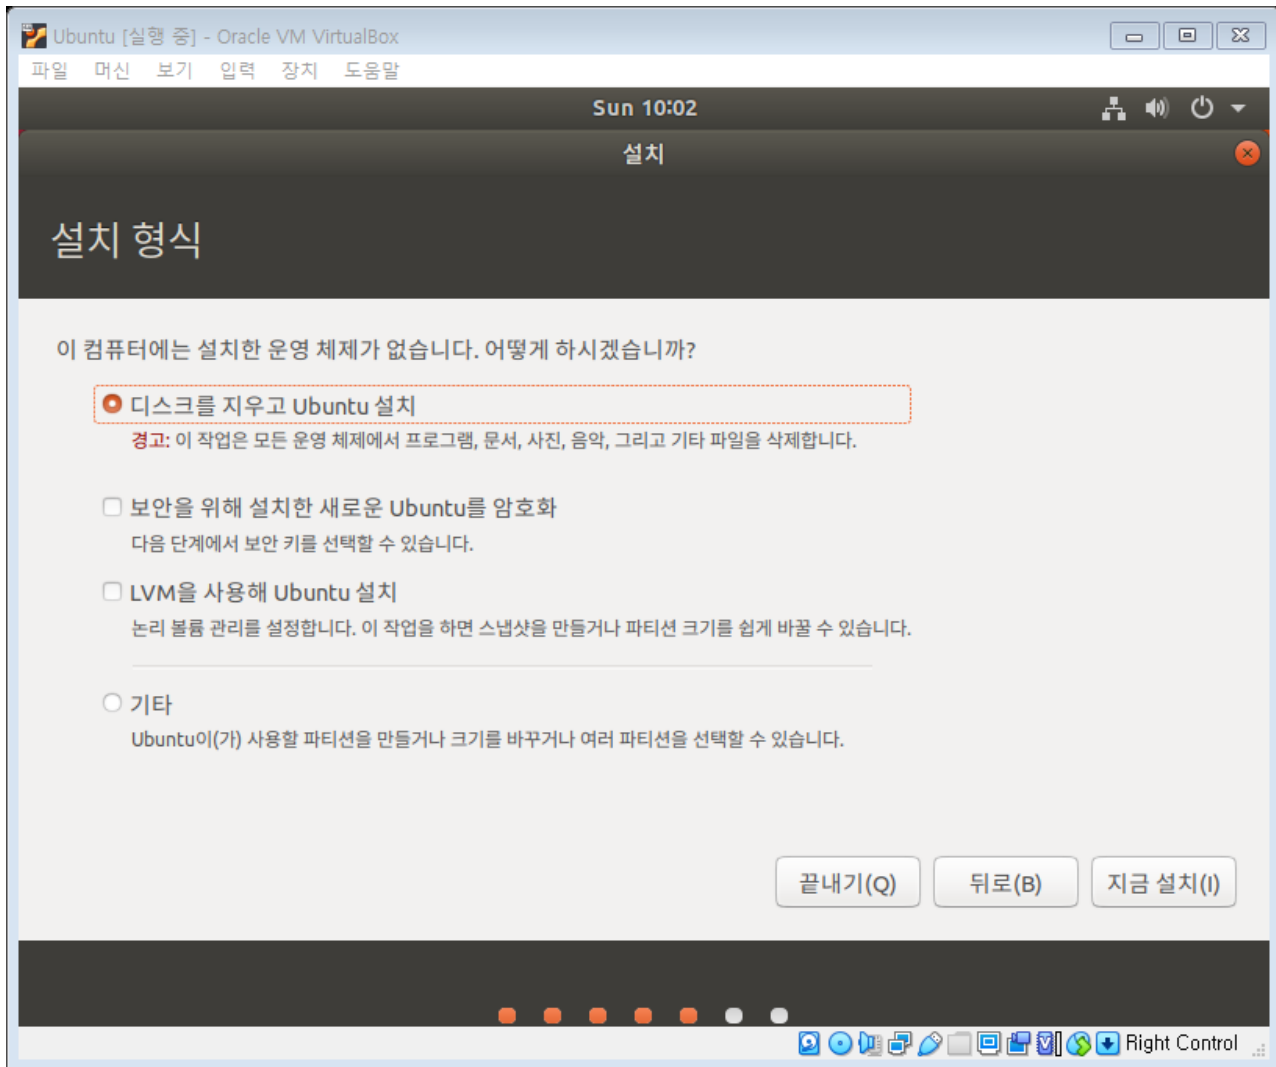 Ubuntu [실행 중] - Oracle VM VirtualBox
파일 머신 보기 입력 장치 도움말
Sun 10:02
설치
설치 형식
이 컴퓨터에는 설치한 운영 체제가 없습니다. 어떻게 하시겠습니까?
디스크를 지우고 Ubuntu 설치
경고: 이 작업은 모든 운영 체제에서 프로그램, 문서, 사진, 음악, 그리고 기타 파일을 삭제합니다.
보안을 위해 설치한 새로운 Ubuntu를 암호화
다음 단계에서 보안 키를 선택할 수 있습니다.
LVM을 사용해 Ubuntu 설치
논리 볼륨 관리를 설정합니다. 이 작업을 하면 스냅샷을 만들거나 파티션 크기를 쉽게 바꿀 수 있습니다.
기타
Ubuntu이(가) 사용할 파티션을 만들거나 크기를 바꾸거나 여러 파티션을 선택할 수 있습니다.
끝내기(Q) 뒤로(B) 지금 설치(I)
Right Control